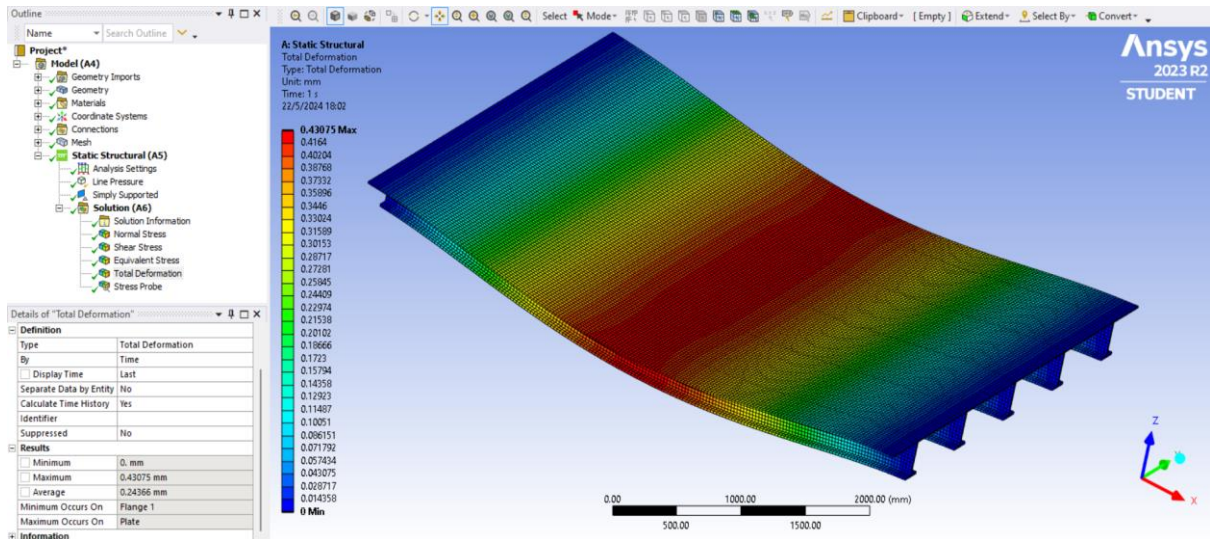 Outline
Name
Search Outline
Project*
Model (A4)
Geometry Imports
Geometry
Materials
Coordinate Systems
Connections
Mesh
Static Structural (A5)
Analysis Settings
Line Pressure
Simply Supported
Solution (A6)
Solution Information
Normal Stress
Shear Stress
Equivalent Stress
Total Deformation
Stress Probe
Details of "Total Deformation"
Definition
Type Total Deformation
By Time
Display Time Last
Separate Data by Entity No
Calculate Time History Yes
Identifier
Suppressed No
Results
Minimum 0. mm
Maximum 0.43075 mm
Average 0.24366 mm
Minimum Occurs On Flange 1
Maximum Occurs On Plate
Information
Select Mode Clipboard [ Empty ] Extend Select By Convert
A: Static Structural
Total Deformation
Type: Total Deformation
Unit: mm
Time: 1 s
22/5/2024 18:02
0.43075 Max
0.4164
0.40204
0.38768
0.37332
0.35896
0.3446
0.33024
0.31589
0.30153
0.28717
0.27281
0.25845
0.24409
0.22974
0.21538
0.20102
0.18666
0.1723
0.15794
0.14358
0.12923
0.11487
0.10051
0.086151
0.071792
0.057434
0.043075
0.028717
0.014358
0 Min
Ansys
2023 R2
STUDENT
0.00 1000.00 2000.00 (mm)
500.00 1500.00
Z
X